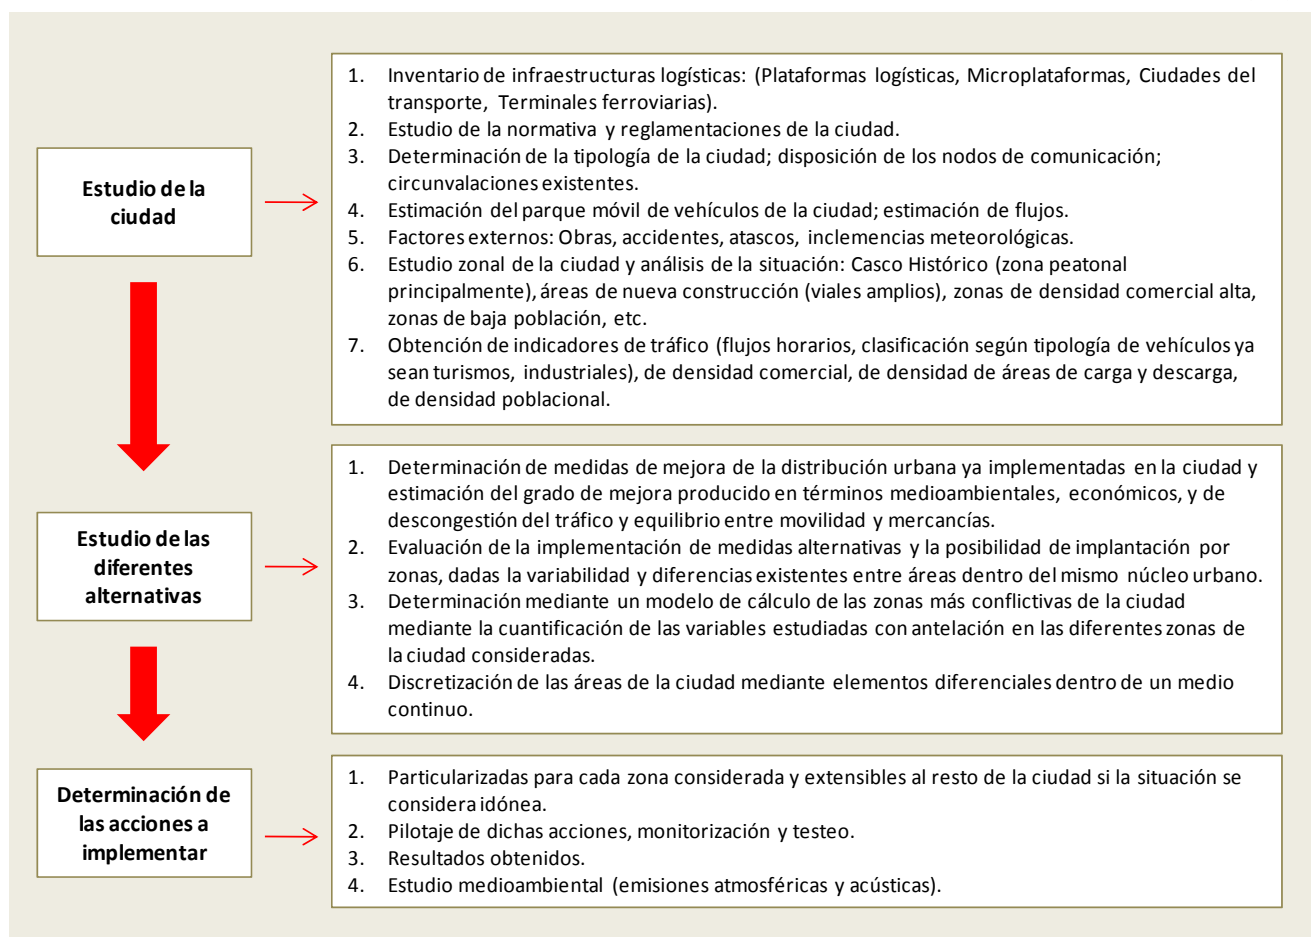 Estudio de la
ciudad
1. Inventario de infraestructuras logísticas: (Plataformas logísticas, Microplataformas, Ciudades del
transporte, Terminales ferroviarias).
2. Estudio de la normativa y reglamentaciones de la ciudad.
3. Determinación de la tipología de la ciudad; disposición de los nodos de comunicación;
circunvalaciones existentes.
4. Estimación del parque móvil de vehículos de la ciudad; estimación de flujos.
5. Factores externos: Obras, accidentes, atascos, inclemencias meteorológicas.
6. Estudio zonal de la ciudad y análisis de la situación: Casco Histórico (zona peatonal
principalmente), áreas de nueva construcción (viales amplios), zonas de densidad comercial alta,
zonas de baja población, etc.
7. Obtención de indicadores de tráfico (flujos horarios, clasificación según tipología de vehículos ya
sean turismos, industriales), de densidad comercial, de densidad de áreas de carga y descarga,
de densidad poblacional.
Estudio de las
diferentes
alternativas
1. Determinación de medidas de mejora de la distribución urbana ya implementadas en la ciudad y
estimación del grado de mejora producido en términos medioambientales, económicos, y de
descongestión del tráfico y equilibrio entre movilidad y mercancías.
2. Evaluación de la implementación de medidas alternativas y la posibilidad de implantación por
zonas, dadas la variabilidad y diferencias existentes entre áreas dentro del mismo núcleo urbano.
3. Determinación mediante un modelo de cálculo de las zonas más conflictivas de la ciudad
mediante la cuantificación de las variables estudiadas con antelación en las diferentes zonas de
la ciudad consideradas.
4. Discretización de las áreas de la ciudad mediante elementos diferenciales dentro de un medio
continuo.
Determinación de
las acciones a
implementar
1. Particularizadas para cada zona considerada y extensibles al resto de la ciudad si la situación se
considera idónea.
2. Pilotaje de dichas acciones, monitorización y testeo.
3. Resultados obtenidos.
4. Estudio medioambiental (emisiones atmosféricas y acústicas).